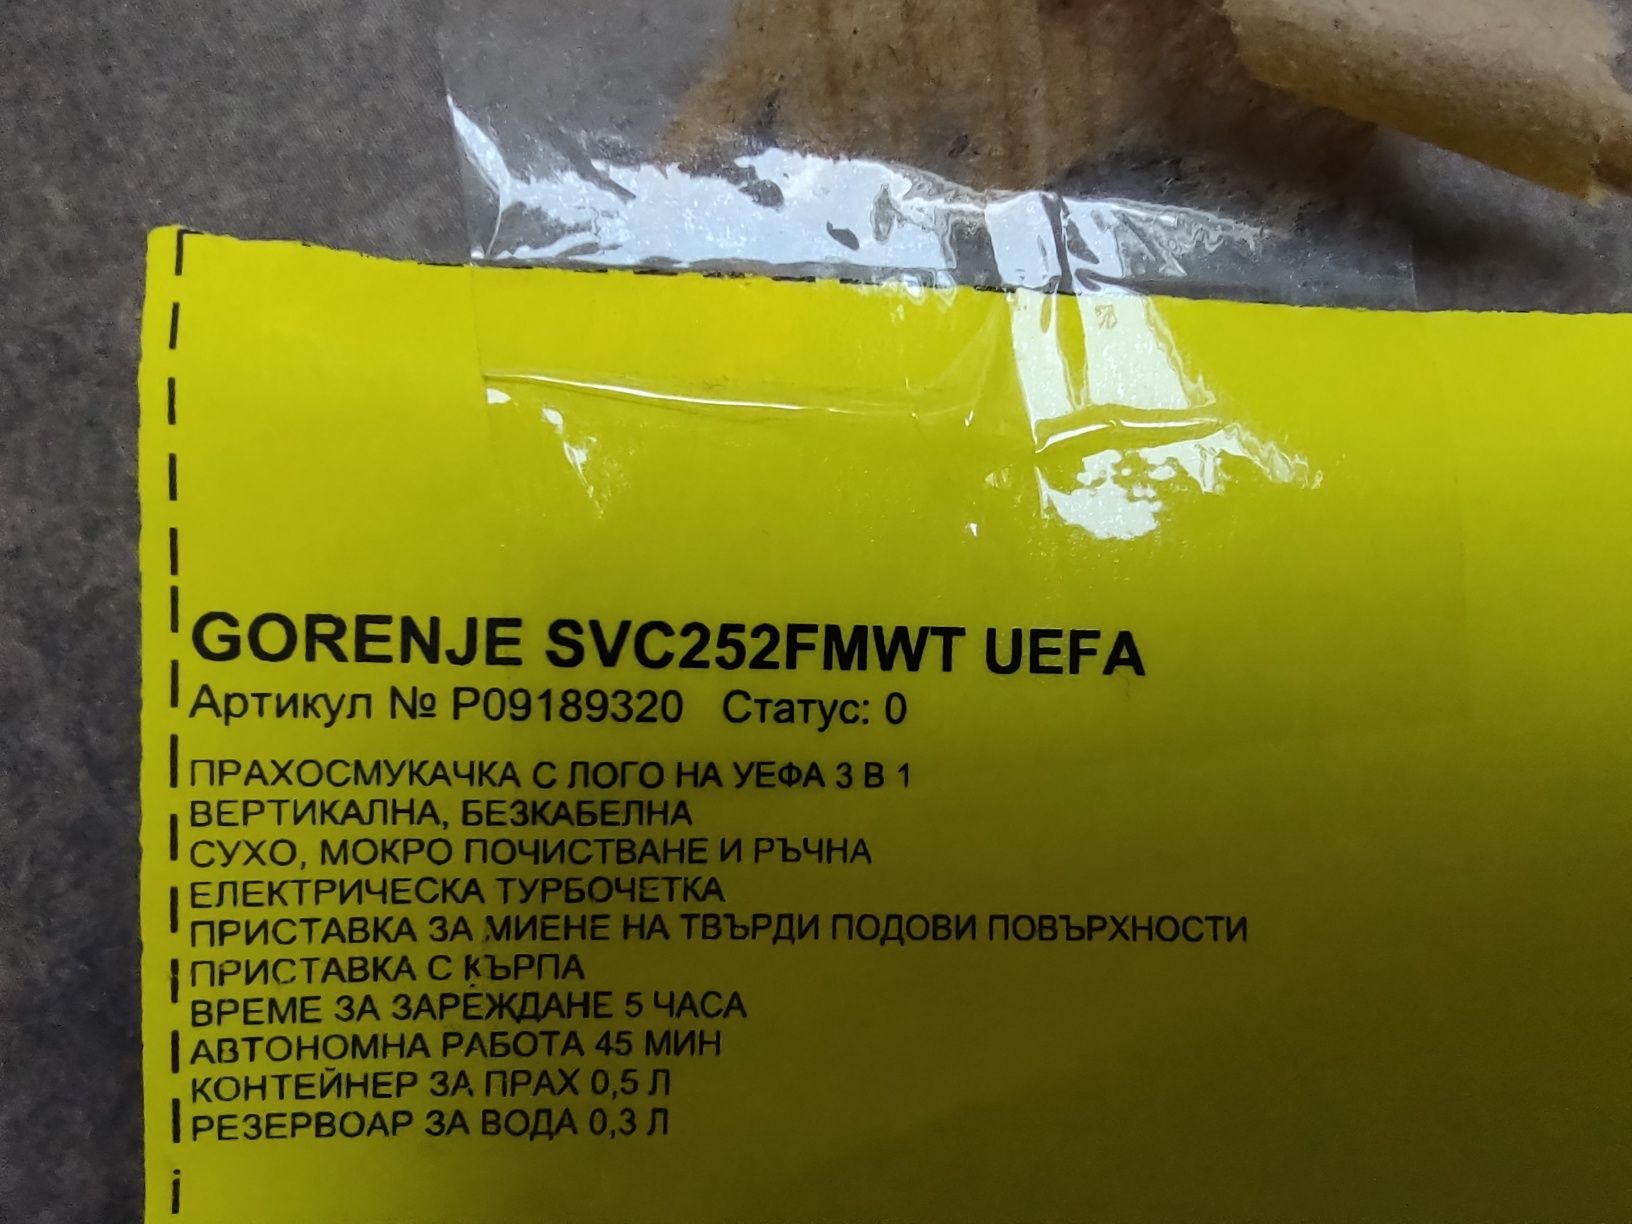 GORENJE SVC252FMWT UEFA
Артикул № P09189320 Статус: 0
ПРАХОСМУКАЧКА С ЛОГО НА УЕФА 3 В 1
ВЕРТИКАЛНА, БЕЗКАБЕЛНА
СУХО, МОКРО ПОЧИСТВАНЕ И РЪЧНА
ЕЛЕКТРИЧЕСКА ТУРБОЧЕТКА
ПРИСТАВКА ЗА МИЕНЕ НА ТВЪРДИ ПОДОВИ ПОВЪРХНОСТИ
ПРИСТАВКА С КЪРПА
ВРЕМЕ ЗА ЗАРЕЖДАНЕ 5 ЧАСА
АВТОНОМНА РАБОТА 45 МИН
КОНТЕЙНЕР ЗА ПРАХ 0,5 Л
РЕЗЕРВОАР ЗА ВОДА 0,3 Л